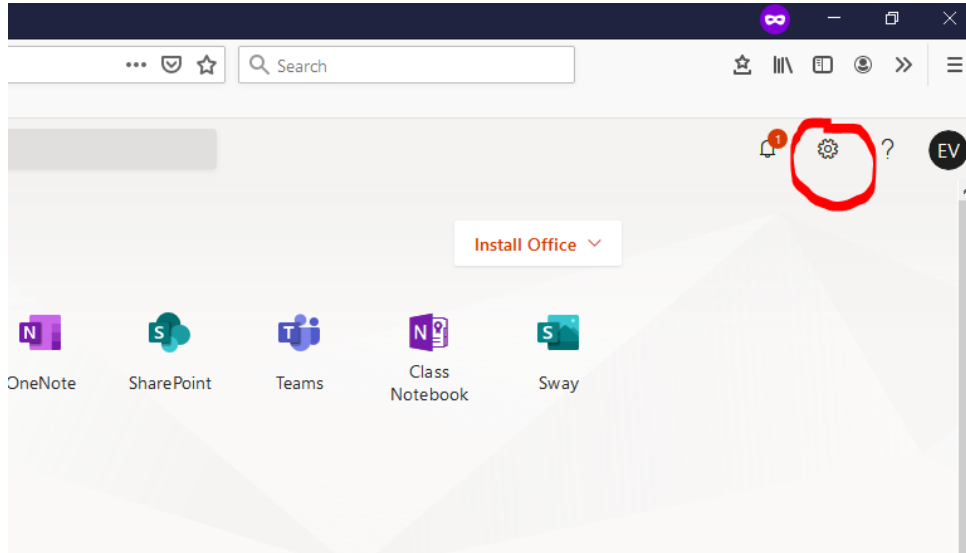 Search
1
?
EV
Install Office
N
S
T
N
S
OneNote
SharePoint
Teams
Class
Notebook
Sway